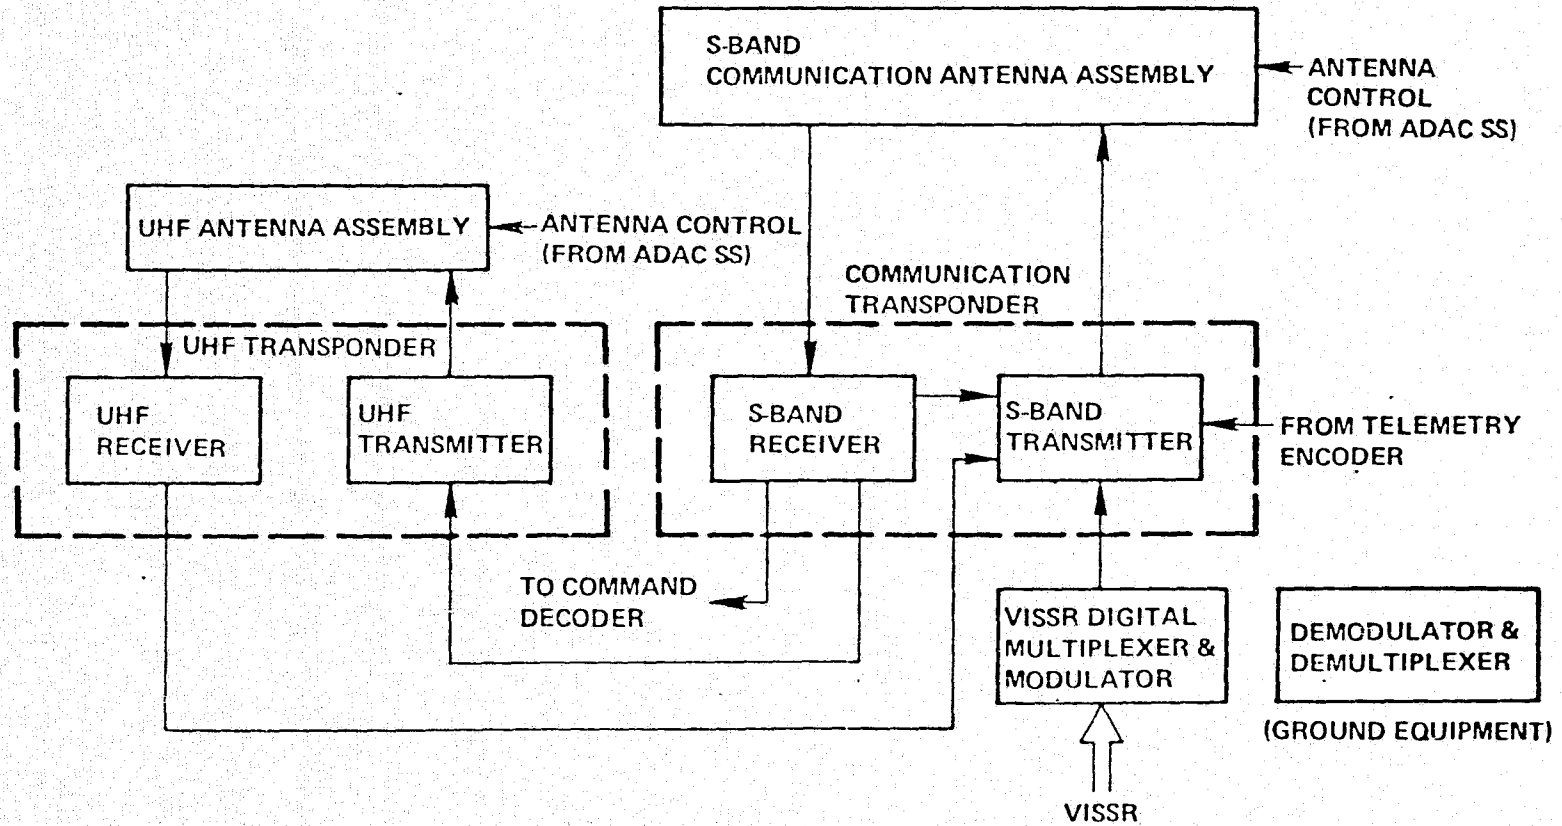 S-BAND
COMMUNICATION ANTENNA ASSEMBLY
ANTENNA
CONTROL
(FROM ADAC SS)
UHF ANTENNA ASSEMBLY
ANTENNA CONTROL
(FROM ADAC SS)
COMMUNICATION
TRANSPONDER
UHF TRANSPONDER
UHF
RECEIVER
UHF
TRANSMITTER
S-BAND
RECEIVER
S-BAND
TRANSMITTER
FROM TELEMETRY
ENCODER
TO COMMAND
DECODER
VISSR DIGITAL
MULTIPLEXER &
MODULATOR
DEMODULATOR &
DEMULTIPLEXER
(GROUND EQUIPMENT)
VISSR